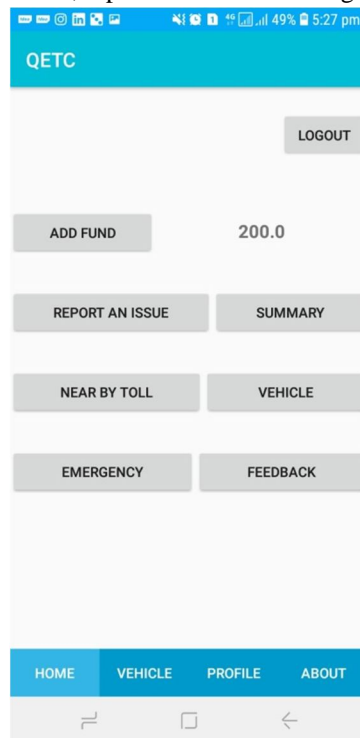 49% 5:27 pm
QETC
LOGOUT
ADD FUND 200.0
REPORT AN ISSUE SUMMARY
NEAR BY TOLL VEHICLE
EMERGENCY FEEDBACK
HOME VEHICLE PROFILE ABOUT